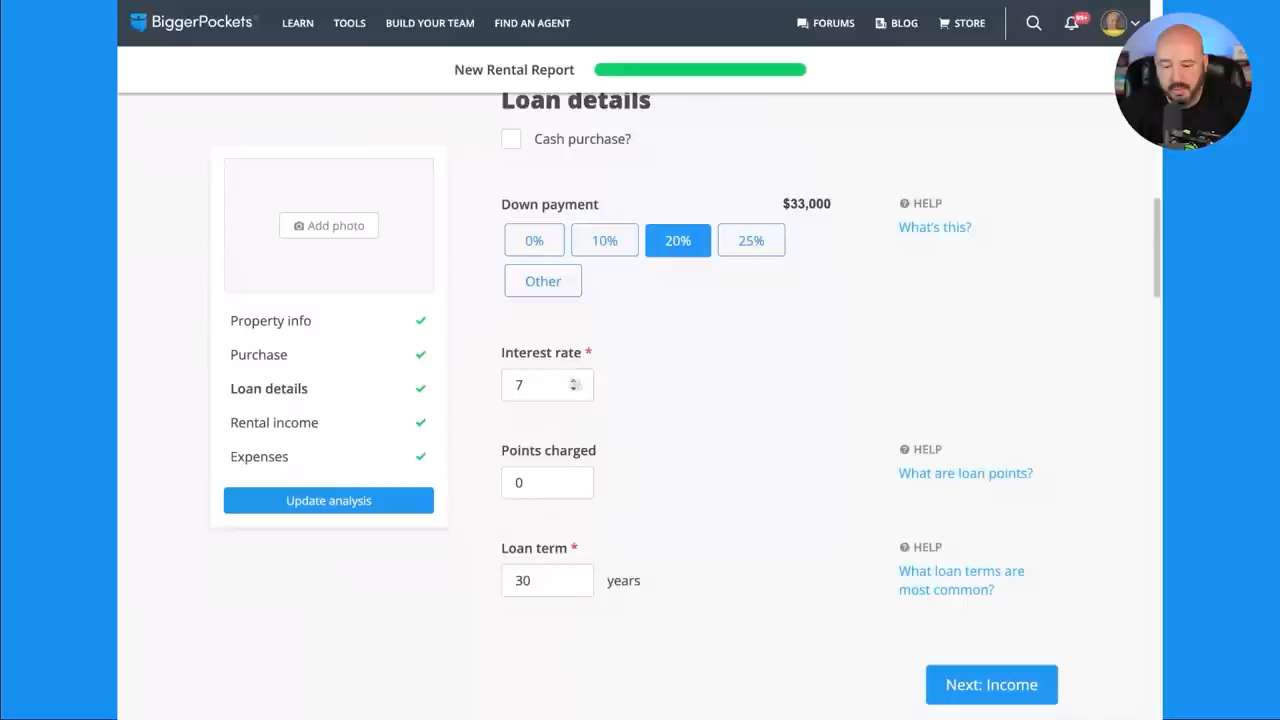 BiggerPockets
LEARN TOOLS BUILD YOUR TEAM FIND AN AGENT FORUMS BLOG STORE 99+
New Rental Report
Loan details
Cash purchase?
Add photo
Property info
Purchase
Loan details
Rental income
Expenses
Update analysis
Down payment $33,000
0% 10% 20% 25%
Other
HELP
What's this?
Interest rate *
7
Points charged
0
HELP
What are loan points?
Loan term *
30 years
HELP
What loan terms are
most common?
Next: Income